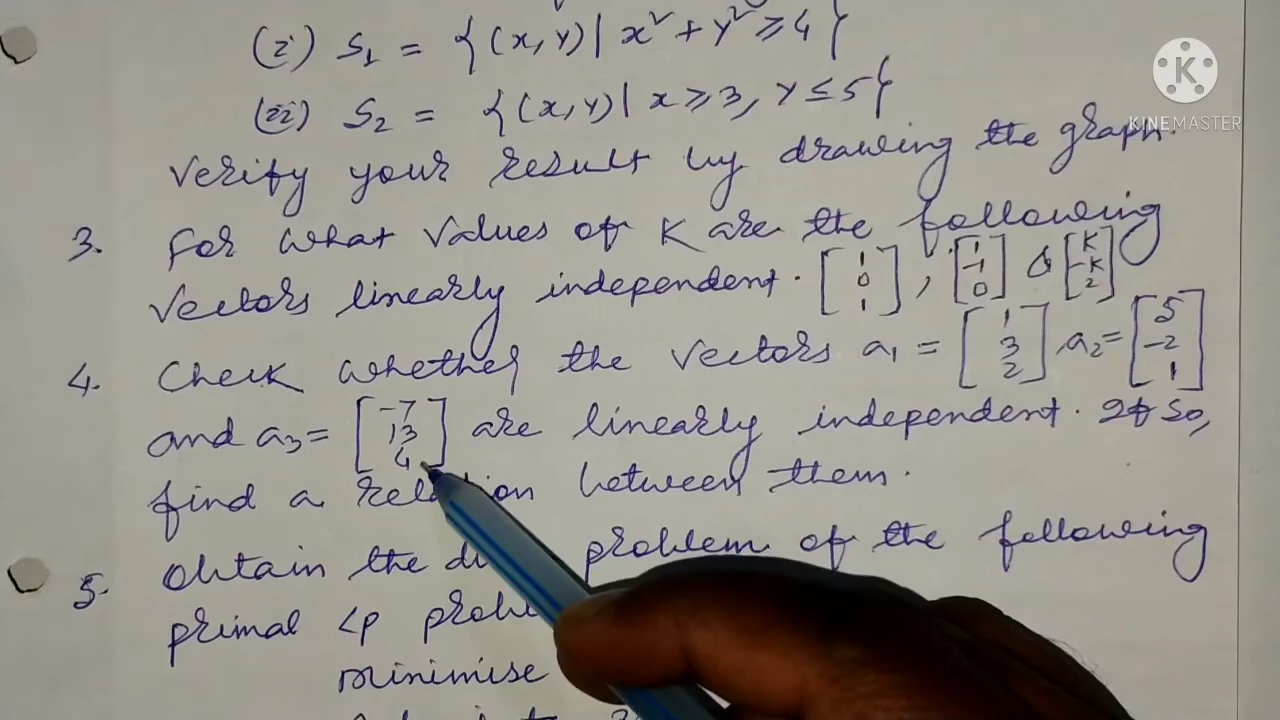 (i) S₁ = {(x,y)| x² + y² ≥ 4}
(ii) S₂ = {(x,y)| x ≥ 3, y ≤ 5}
KINEMASTER
verify your result by drawing the graph.
3. For what values of K are the following
vectors linearly independent. [1 0 1], [1 -1 0] & [K -K 2]
4. Check whether the vectors a₁ = [1 3 2], a₂ = [5 -2 1]
and a₃ = [-7 13 4] are linearly independent. If so,
find a relation between them.
5. Obtain the problem of the following
primal LP
minimise